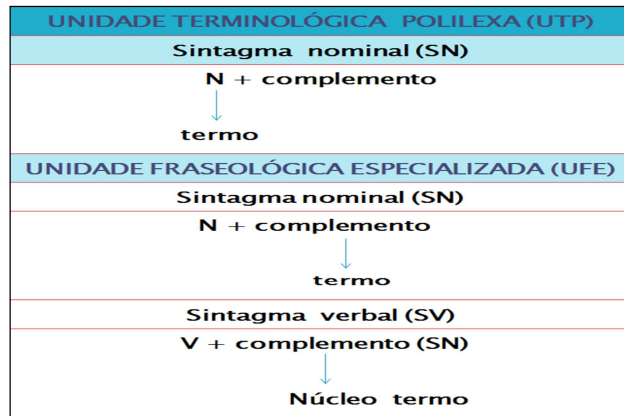 UNIDADE TERMINOLÓGICA POLILEXA (UTP)
Sintagma nominal (SN)
N + complemento
termo
UNIDADE FRASEOLÓGICA ESPECIALIZADA (UFE)
Sintagma nominal (SN)
N + complemento
termo
Sintagma verbal (SV)
V + complemento (SN)
Núcleo termo